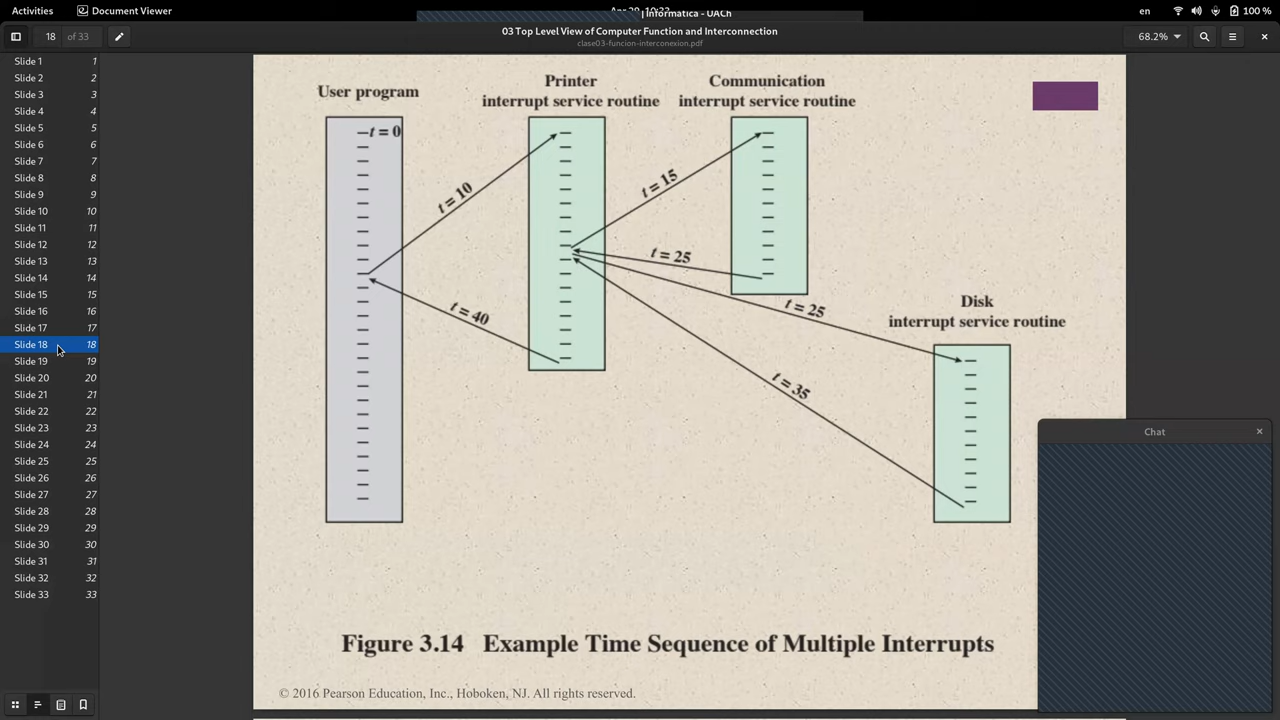 Activities
Document Viewer
Informatica - UACh
en
100 %
18 of 33
03 Top Level View of Computer Function and Interconnection
clase03-funcion-interconexion.pdf
68.2%
Slide 1 1
Slide 2 2
Slide 3 3
Slide 4 4
Slide 5 5
Slide 6 6
Slide 7 7
Slide 8 8
Slide 9 9
Slide 10 10
Slide 11 11
Slide 12 12
Slide 13 13
Slide 14 14
Slide 15 15
Slide 16 16
Slide 17 17
Slide 18 18
Slide 19 19
Slide 20 20
Slide 21 21
Slide 22 22
Slide 23 23
Slide 24 24
Slide 25 25
Slide 26 26
Slide 27 27
Slide 28 28
Slide 29 29
Slide 30 30
Slide 31 31
Slide 32 32
Slide 33 33
User program
Printer
interrupt service routine
Communication
interrupt service routine
t = 0
t = 10
t = 15
t = 25
t = 25
t = 40
t = 35
Disk
interrupt service routine
Figure 3.14 Example Time Sequence of Multiple Interrupts
© 2016 Pearson Education, Inc., Hoboken, NJ. All rights reserved.
Chat